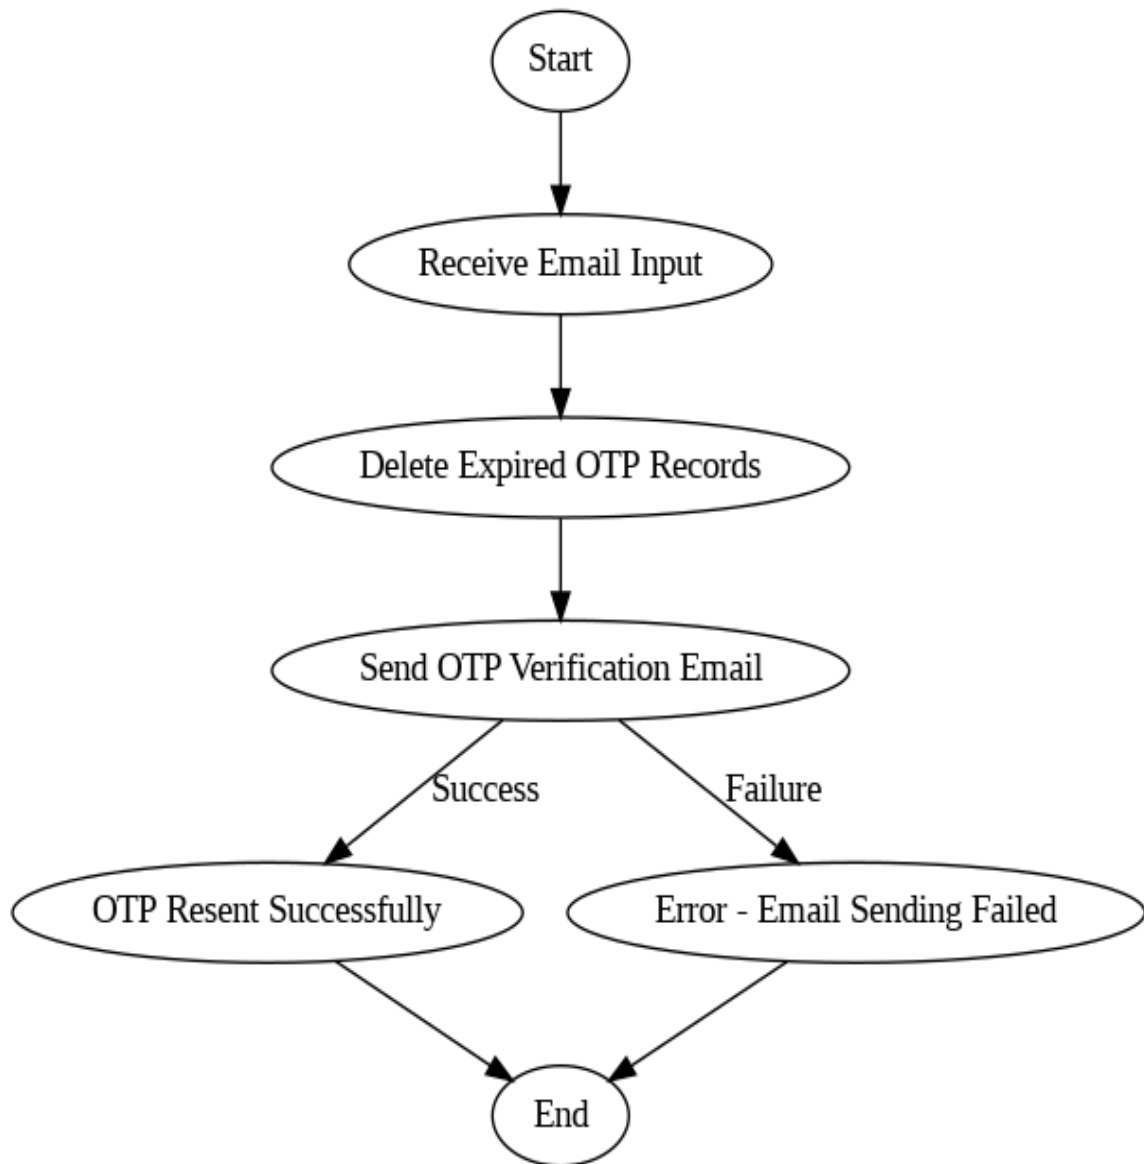 Start
Receive Email Input
Delete Expired OTP Records
Send OTP Verification Email
Success
Failure
OTP Resent Successfully
Error - Email Sending Failed
End